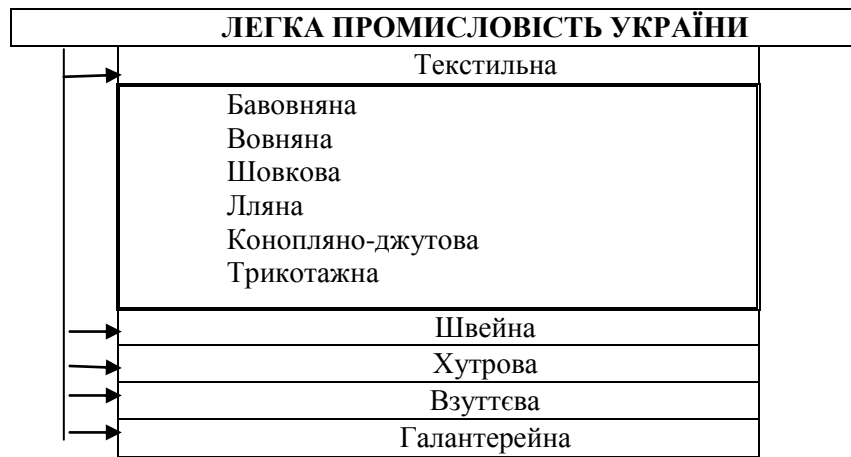 ЛЕГКА ПРОМИСЛОВІСТЬ УКРАЇНИ
Текстильна
Бавовняна
Вовняна
Шовкова
Лляна
Конопляно-джутова
Трикотажна
Швейна
Хутрова
Взуттєва
Галантерейна